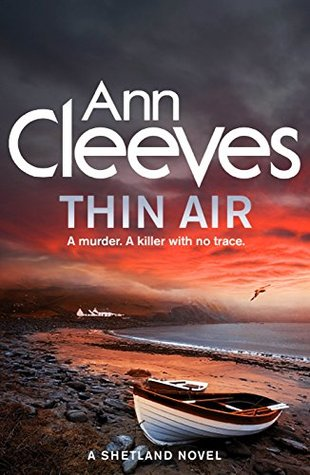 Ann
Cleeves
THIN AIR
A murder. A killer with no trace.
A SHETLAND NOVEL